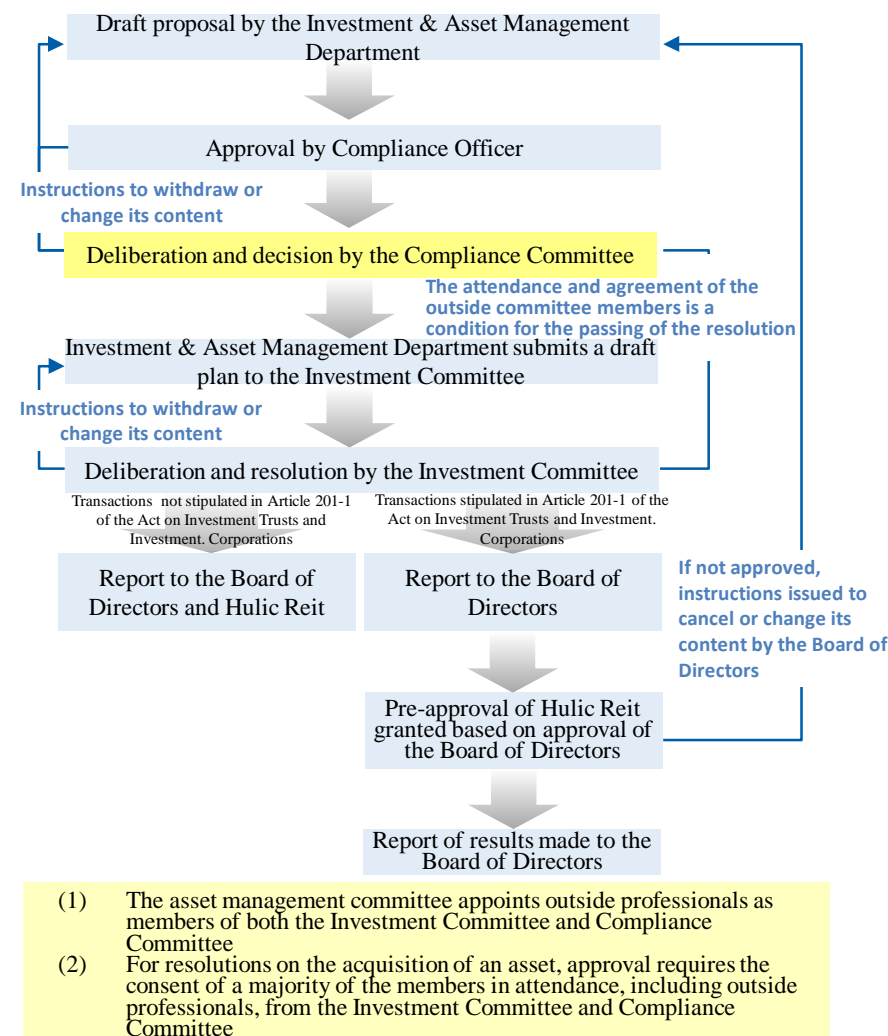 Draft proposal by the Investment & Asset Management
Department
Approval by Compliance Officer
Instructions to withdraw or
change its content
Deliberation and decision by the Compliance Committee
The attendance and agreement of the
outside committee members is a
condition for the passing of the resolution
Investment & Asset Management Department submits a draft
plan to the Investment Committee
Instructions to withdraw or
change its content
Deliberation and resolution by the Investment Committee
Transactions not stipulated in Article 201-1
of the Act on Investment Trusts and
Investment. Corporations
Transactions stipulated in Article 201-1 of the
Act on Investment Trusts and Investment.
Corporations
Report to the Board of
Directors and Hulic Reit
Report to the Board of
Directors
If not approved,
instructions issued to
cancel or change its
content by the Board of
Directors
Pre-approval of Hulic Reit
granted based on approval of
the Board of Directors
Report of results made to the
Board of Directors
(1) The asset management committee appoints outside professionals as
members of both the Investment Committee and Compliance
Committee
(2) For resolutions on the acquisition of an asset, approval requires the
consent of a majority of the members in attendance, including outside
professionals, from the Investment Committee and Compliance
Committee